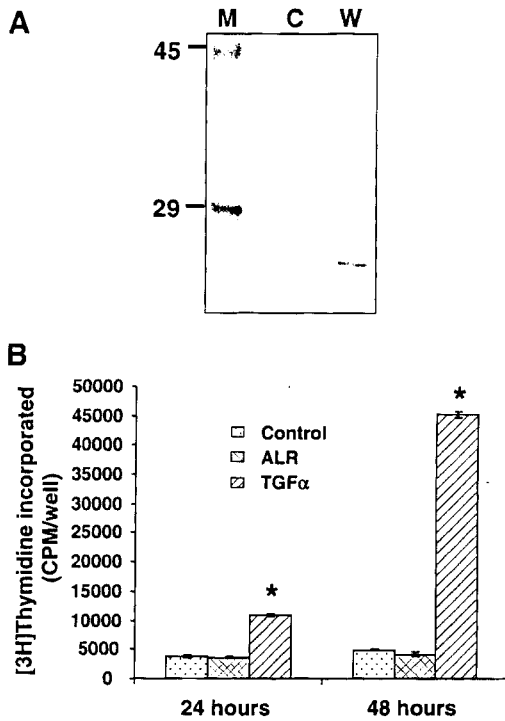 A
M C W
45
29
B
50000
45000
40000
35000
30000
25000
20000
15000
10000
5000
0
[3H]Thymidine incorporated
(CPM/well)
Control
ALR
TGFα
*
*
24 hours 48 hours